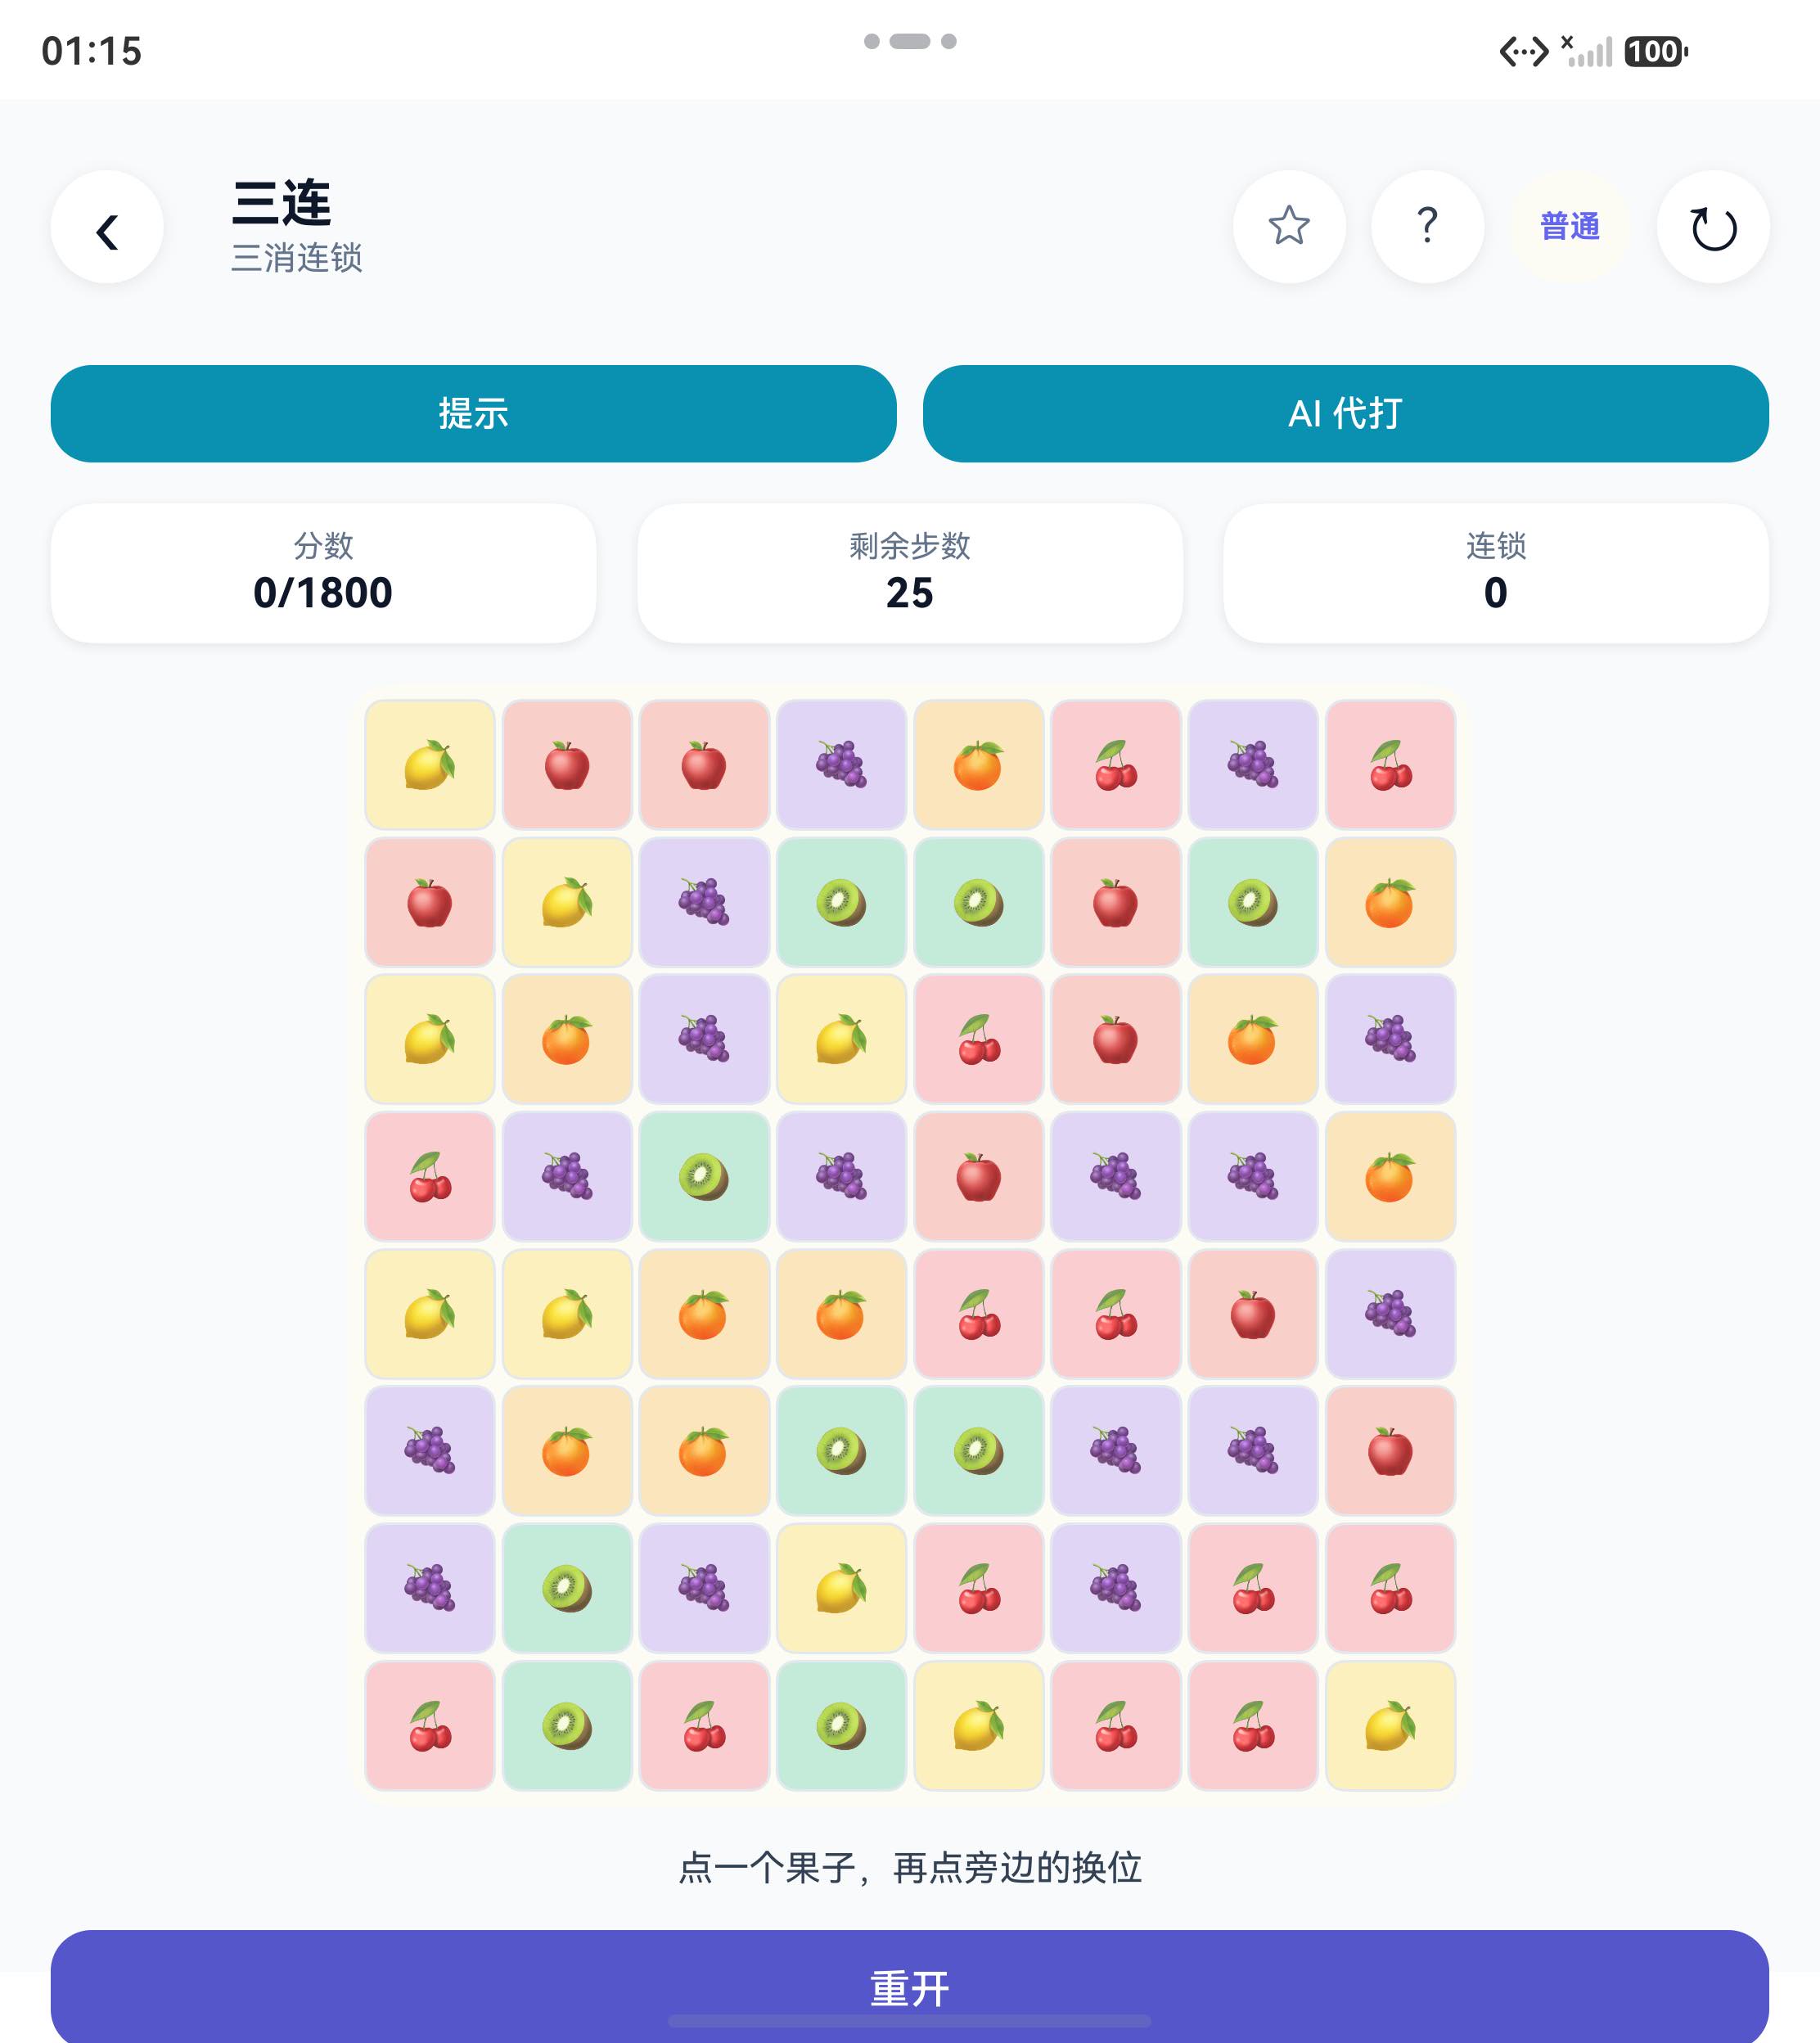 01:15
100
三连
三消连锁
?
普通
提示
AI 代打
分数
0/1800
剩余步数
25
连锁
0
点一个果子，再点旁边的换位
重开